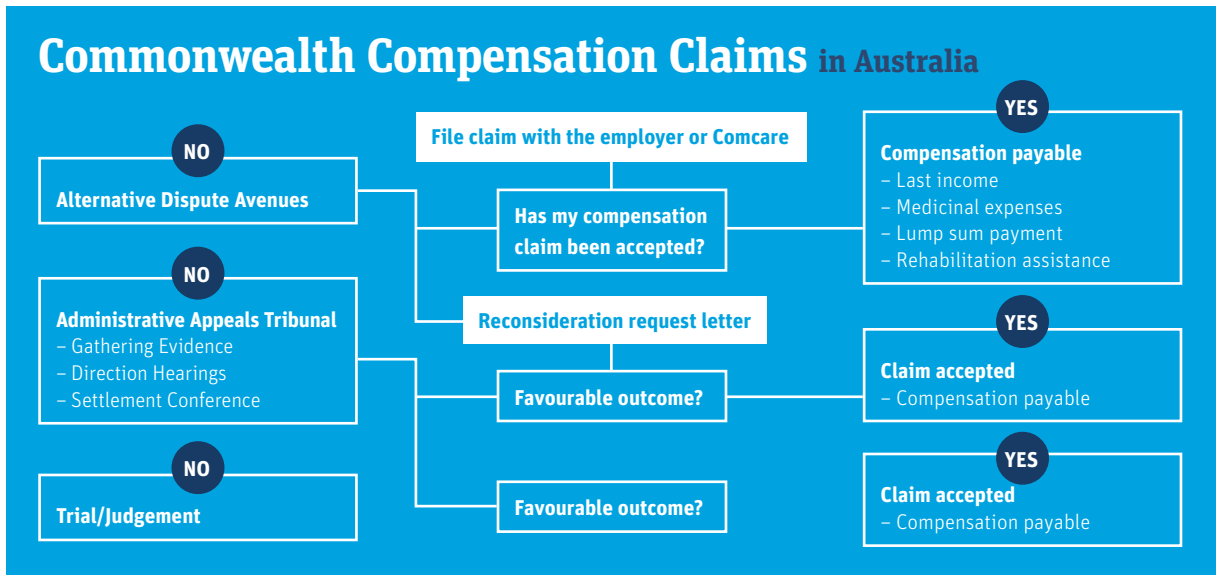 Commonwealth Compensation Claims in Australia
NO
Alternative Dispute Avenues
File claim with the employer or Comcare
Has my compensation
claim been accepted?
YES
Compensation payable
– Last income
– Medicinal expenses
– Lump sum payment
– Rehabilitation assistance
NO
Administrative Appeals Tribunal
– Gathering Evidence
– Direction Hearings
– Settlement Conference
Reconsideration request letter
Favourable outcome?
YES
Claim accepted
– Compensation payable
NO
Trial/Judgement
Favourable outcome?
YES
Claim accepted
– Compensation payable